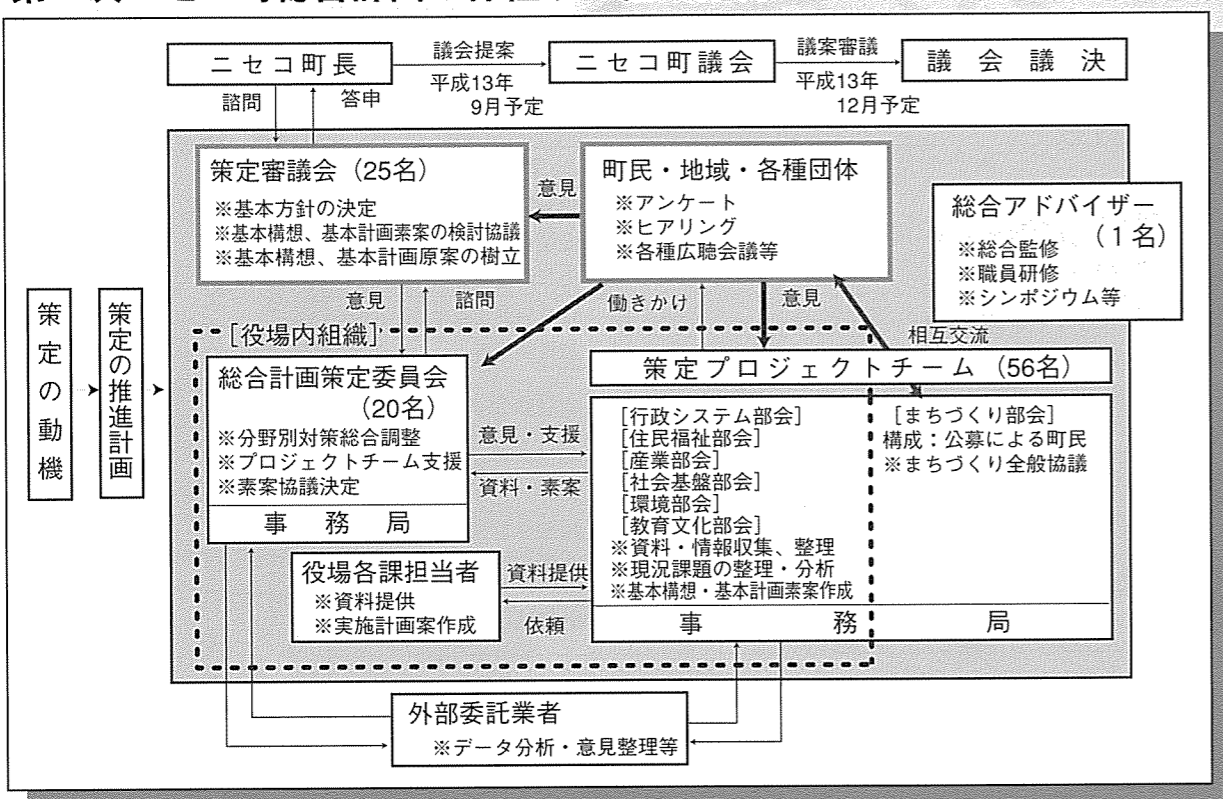 ニセコ町長
議会提案
平成13年
9月予定
ニセコ町議会
議案審議
平成13年
12月予定
議会議決
諮問
答申
策定審議会（25名）
※基本方針の決定
※基本構想、基本計画素案の検討協議
※基本構想、基本計画原案の樹立
意見
町民・地域・各種団体
※アンケート
※ヒアリング
※各種広聴会議等
総合アドバイザー
（1名）
※総合監修
※職員研修
※シンポジウム等
策定の動機
策定の推進計画
意見
諮問
働きかけ
意見
相互交流
［役場内組織］
総合計画策定委員会
（20名）
※分野別対策総合調整
※プロジェクトチーム支援
※素案協議決定
事務局
意見・支援
資料・素案
策定プロジェクトチーム（56名）
［行政システム部会］
［住民福祉部会］
［産業部会］
［社会基盤部会］
［環境部会］
［教育文化部会］
※資料・情報収集、整理
※現況課題の整理・分析
※基本構想・基本計画素案作成
［まちづくり部会］
構成：公募による町民
※まちづくり全般協議
事務局
役場各課担当者
※資料提供
※実施計画案作成
資料提供
依頼
外部委託業者
※データ分析・意見整理等